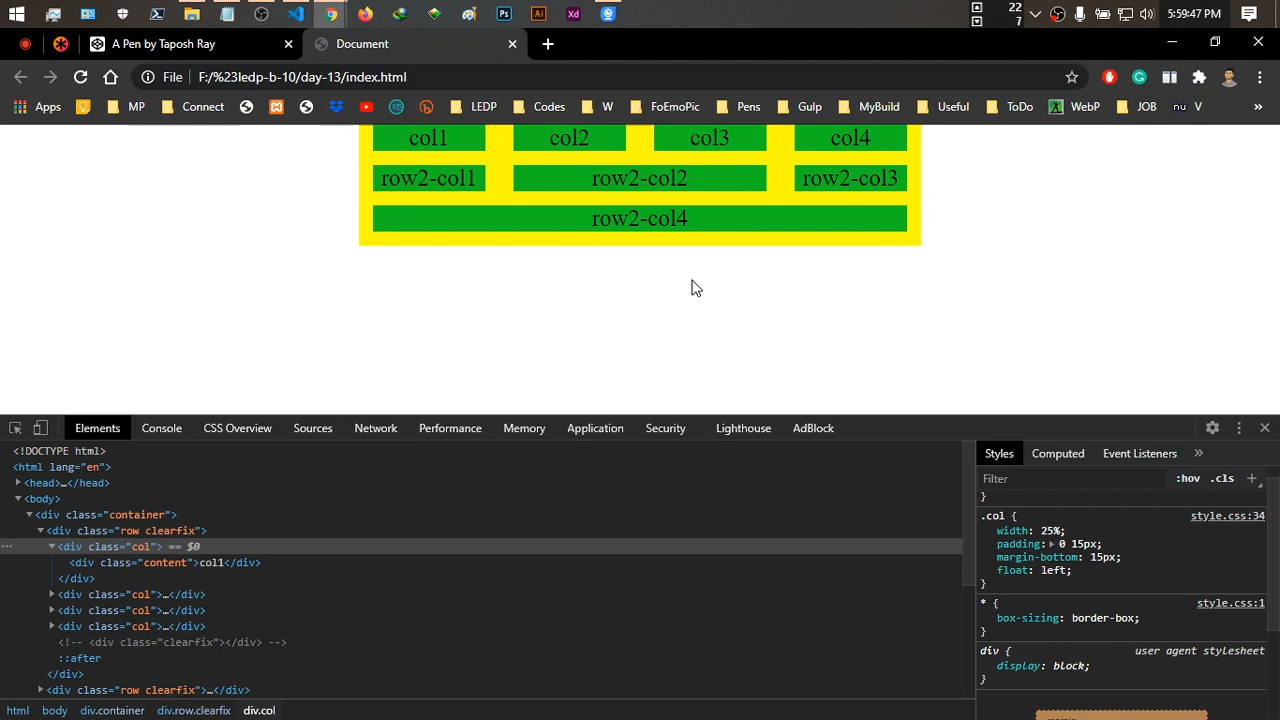 22
7
5:59:47 PM
A Pen by Taposh Ray
Document
File F:/%23ledp-b-10/day-13/index.html
Apps MP Connect LEDP Codes W FoEmoPic Pens Gulp MyBuild Useful ToDo WebP JOB nu V »
col1 col2 col3 col4
row2-col1 row2-col2 row2-col3
row2-col4
Elements Console CSS Overview Sources Network Performance Memory Application Security Lighthouse AdBlock
<!DOCTYPE html>
<html lang="en">
<head>…</head>
<body>
<div class="container">
<div class="row clearfix">
<div class="col"> == $0
<div class="content">col1</div>
</div>
<div class="col">…</div>
<div class="col">…</div>
<div class="col">…</div>
<!-- <div class="clearfix"></div> -->
::after
</div>
<div class="row clearfix">…</div>
html body div.container div.row.clearfix div.col
Styles Computed Event Listeners »
Filter :hov .cls +
}
.col { style.css:34
width: 25%;
padding: 0 15px;
margin-bottom: 15px;
float: left;
}
* { style.css:1
box-sizing: border-box;
}
div { user agent stylesheet
display: block;
}